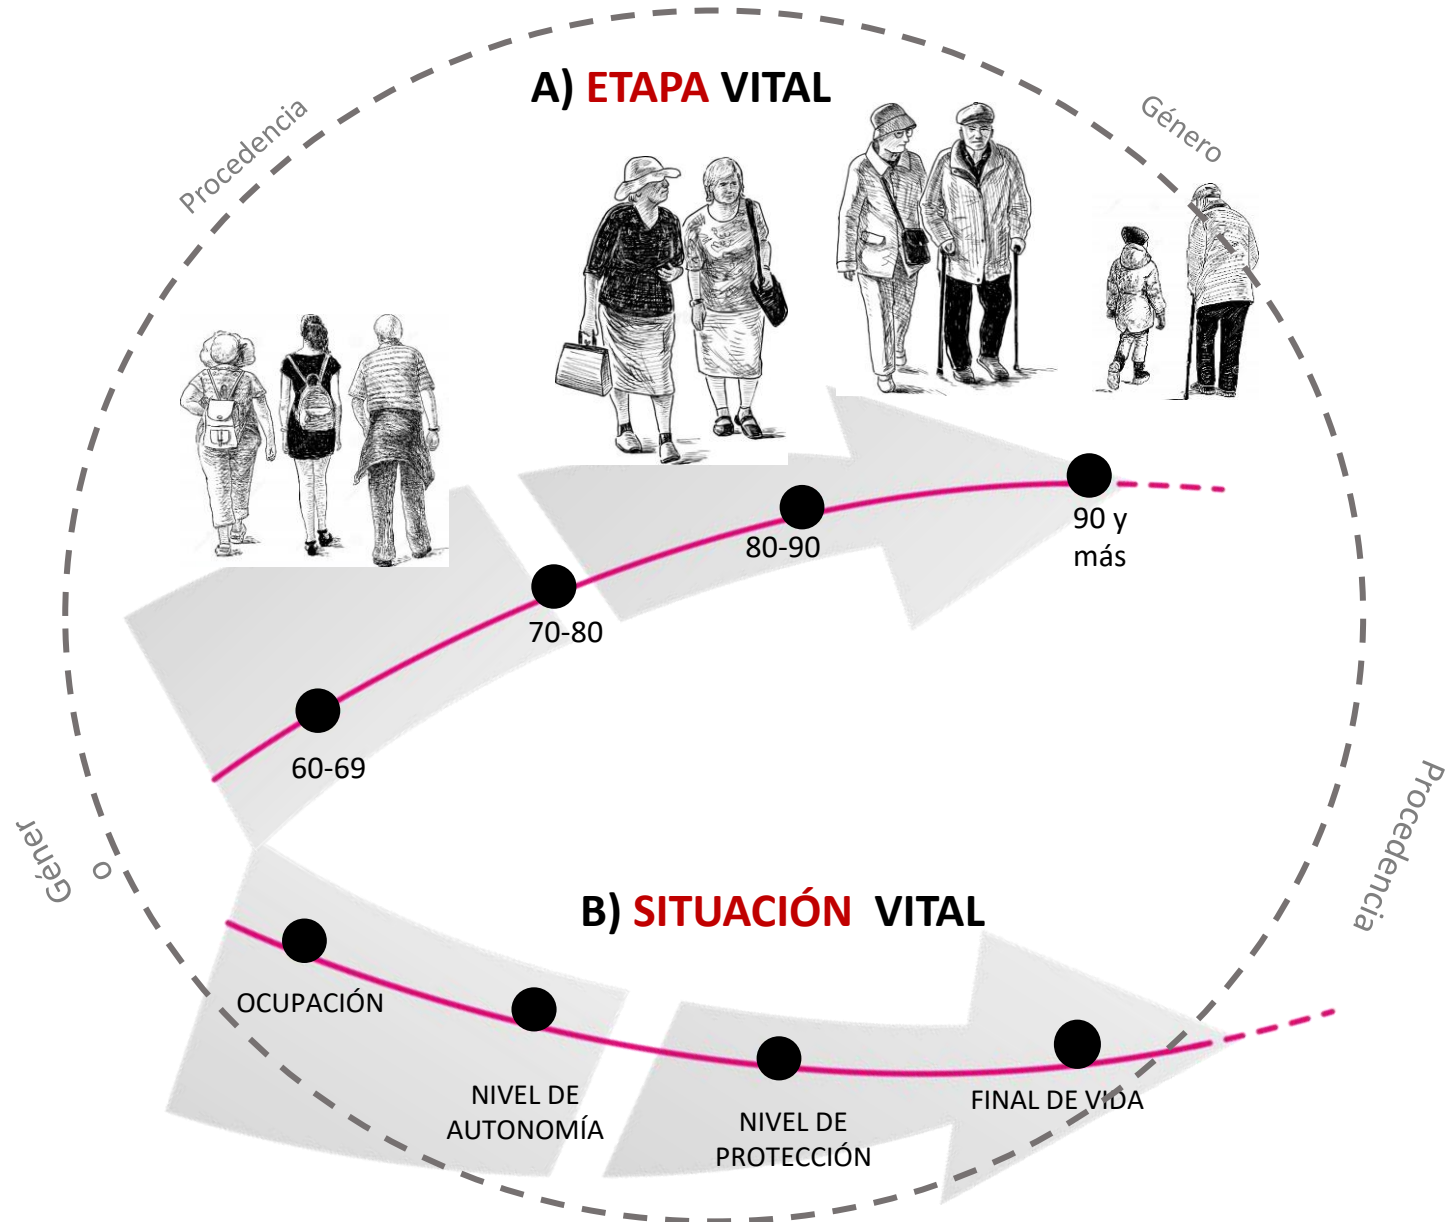 A) ETAPA VITAL
Procedencia
Género
80-90
90 y
más
70-80
60-69
Géner
o
Procedencia
B) SITUACIÓN VITAL
OCUPACIÓN
NIVEL DE
AUTONOMÍA
NIVEL DE
PROTECCIÓN
FINAL DE VIDA